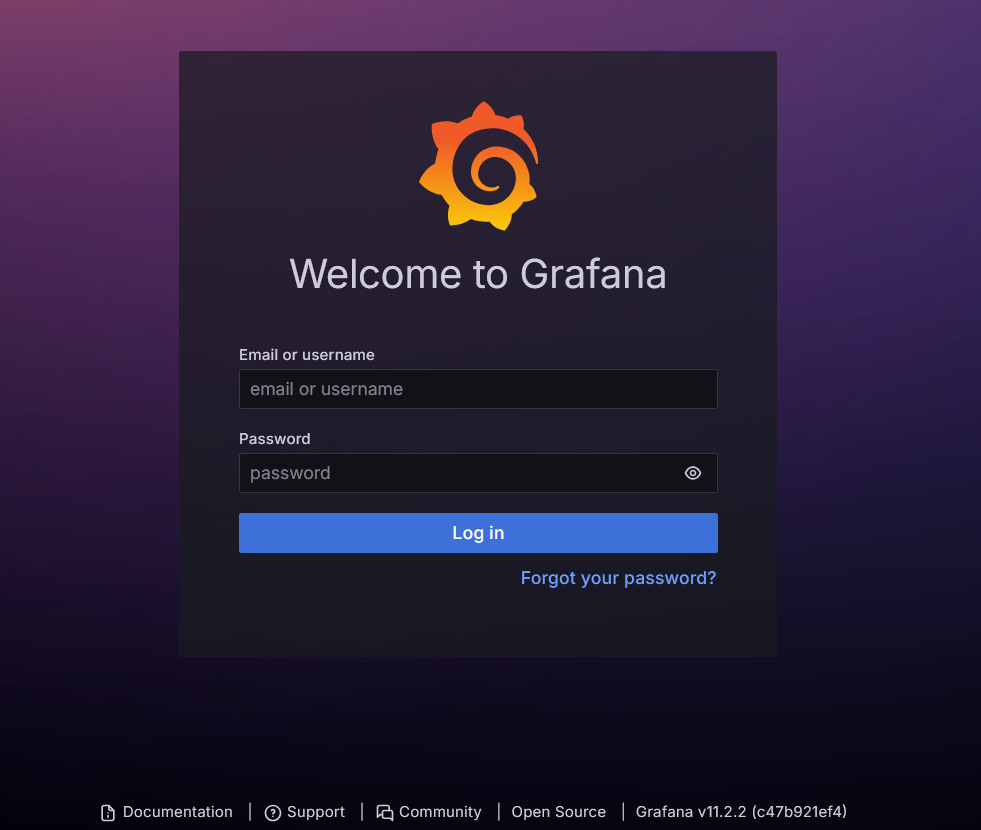 Welcome to Grafana
Email or username
email or username
Password
password
Log in
Forgot your password?
Documentation | Support | Community | Open Source | Grafana v11.2.2 (c47b921ef4)